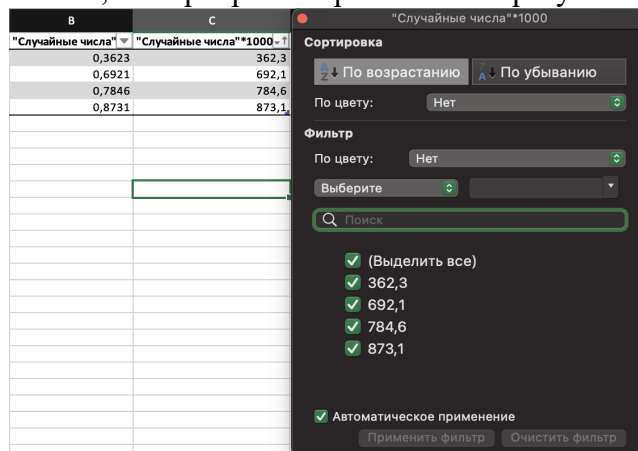 B C
"Случайные числа" "Случайные числа"*1000
0,3623 362,3
0,6921 692,1
0,7846 784,6
0,8731 873,1
"Случайные числа"*1000
Сортировка
По возрастанию По убыванию
По цвету: Нет
Фильтр
По цвету: Нет
Выберите
Поиск
(Выделить все)
362,3
692,1
784,6
873,1
Автоматическое применение
Применить фильтр Очистить фильтр